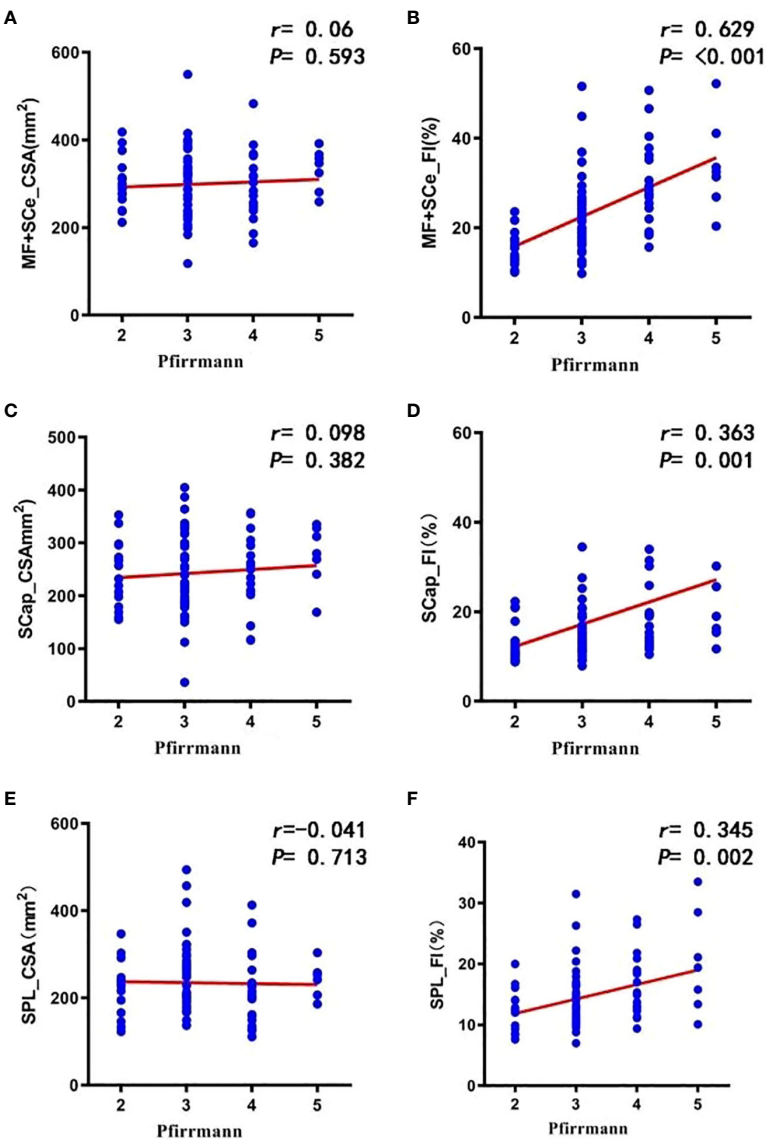 A
r= 0.06
P= 0.593
MF+SCe_CSA(mm²)
600
400
200
0
2 3 4 5
Pfirrmann
B
r= 0.629
P= <0.001
MF+SCe_FI(%)
60
40
20
0
2 3 4 5
Pfirrmann
C
r= 0.098
P= 0.382
SCap_CSAmm²)
500
400
300
200
100
0
2 3 4 5
Pfirrmann
D
r= 0.363
P= 0.001
SCap_FI(%)
60
40
20
0
2 3 4 5
Pfirrmann
E
r=-0.041
P= 0.713
SPL_CSA(mm²)
600
400
200
0
2 3 4 5
Pfirrmann
F
r= 0.345
P= 0.002
SPL_FI(%)
40
30
20
10
0
2 3 4 5
Pfirrmann